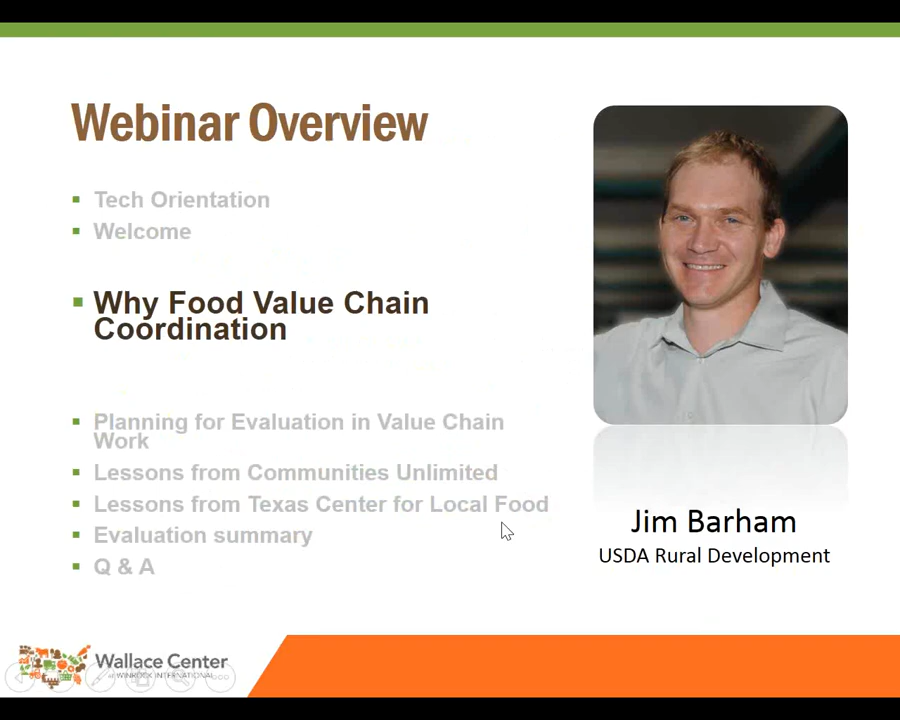 Webinar Overview
Tech Orientation
Welcome
Why Food Value Chain
Coordination
Planning for Evaluation in Value Chain
Work
Lessons from Communities Unlimited
Lessons from Texas Center for Local Food
Evaluation summary
Q & A
Jim Barham
USDA Rural Development
Wallace Center
at WINROCK INTERNATIONAL